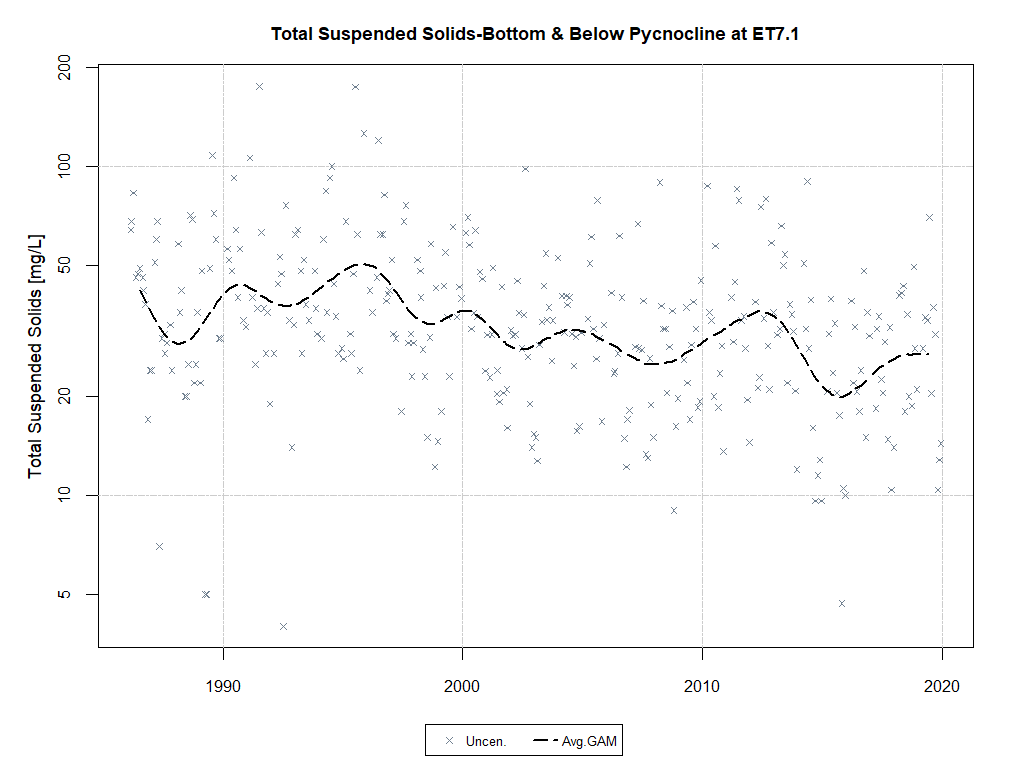 Total Suspended Solids-Bottom & Below Pycnocline at ET7.1
Total Suspended Solids [mg/L]
200
100
50
20
10
5
1990 2000 2010 2020
Uncen. Avg.GAM